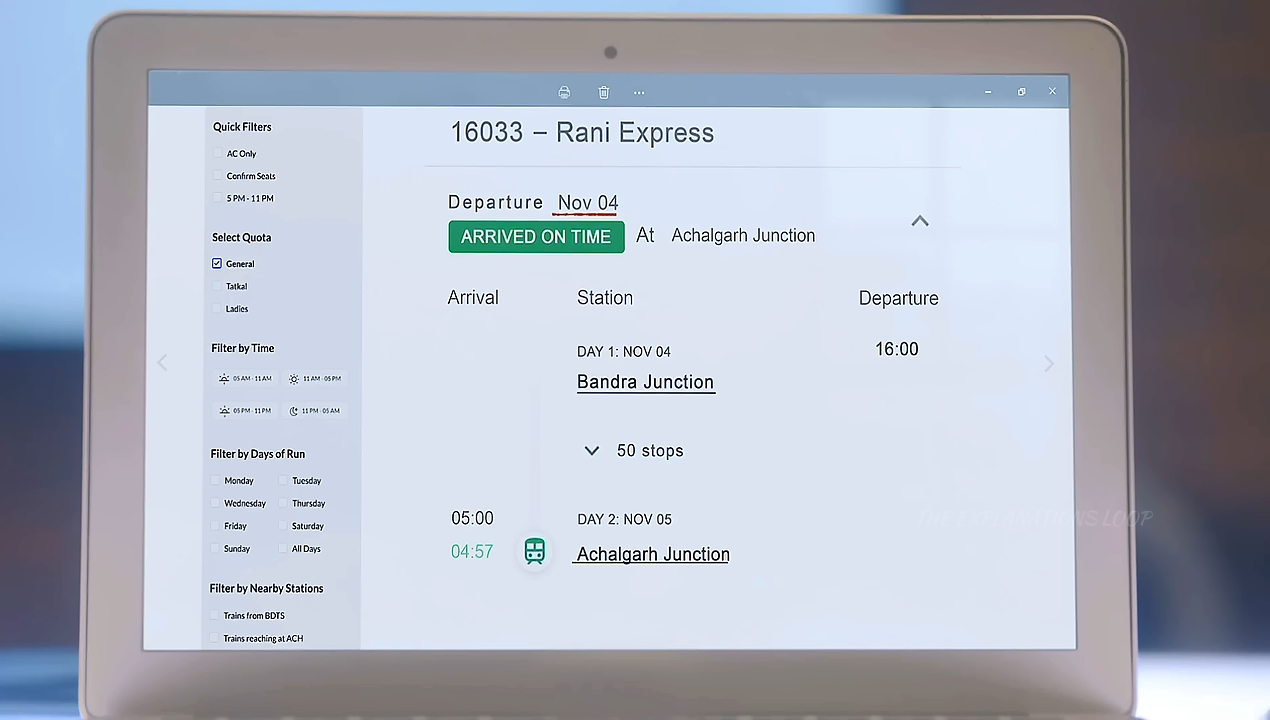 Quick Filters
AC Only
Confirm Seats
5 PM - 11 PM
Select Quota
General
Tatkal
Ladies
Filter by Time
05 AM - 11 AM
11 AM - 05 PM
05 PM - 11 PM
11 PM - 05 AM
Filter by Days of Run
Monday
Tuesday
Wednesday
Thursday
Friday
Saturday
Sunday
All Days
Filter by Nearby Stations
Trains from BDTS
Trains reaching at ACH
16033 – Rani Express
Departure Nov 04
ARRIVED ON TIME At Achalgarh Junction
Arrival Station Departure
DAY 1: NOV 04
16:00
Bandra Junction
50 stops
05:00 DAY 2: NOV 05
04:57 Achalgarh Junction
THE EXPLANATIONS LOOP